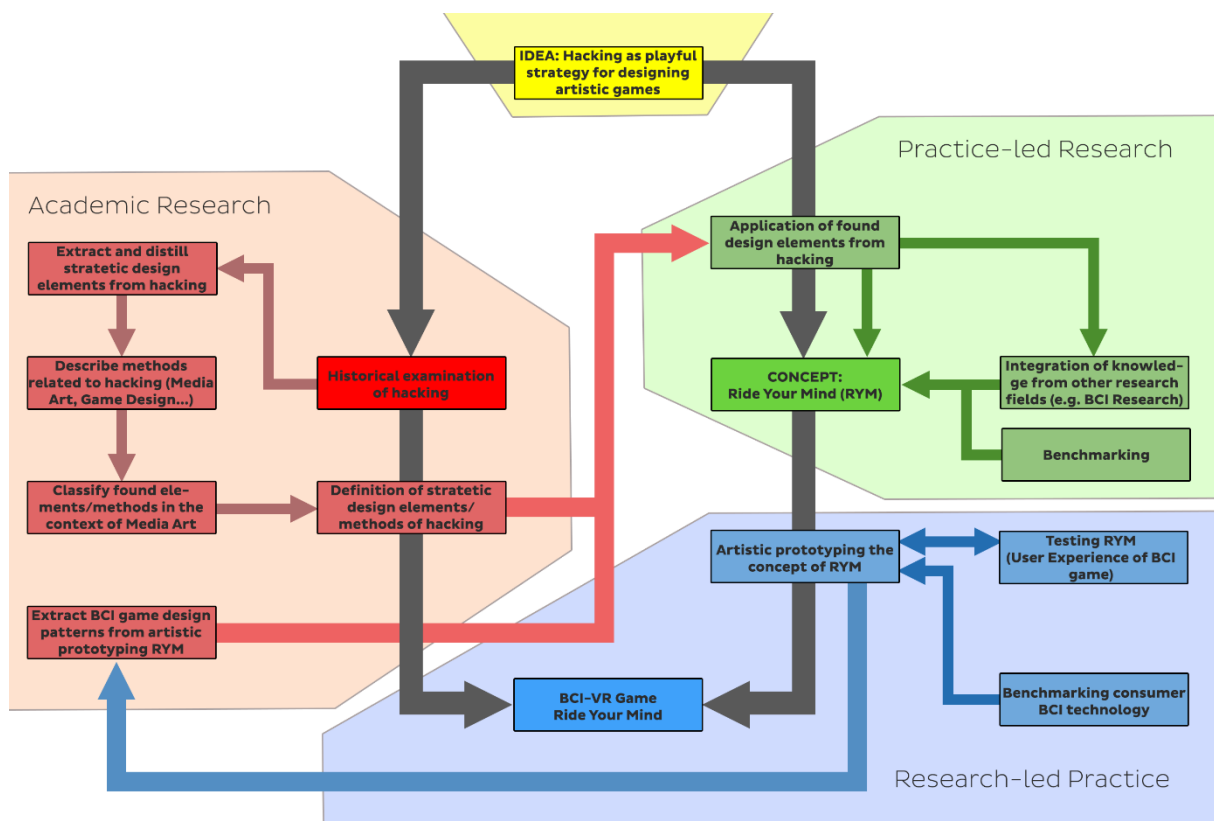 IDEA: Hacking as playful
strategy for designing
artistic games
Practice-led Research
Academic Research
Application of found
design elements from
hacking
Extract and distill
stratetic design
elements from hacking
Describe methods
related to hacking (Media
Art, Game Design...)
Historical examination
of hacking
CONCEPT:
Ride Your Mind (RYM)
Integration of knowled-
ge from other research
fields (e.g. BCI Research)
Benchmarking
Classify found ele-
ments/methods in the
context of Media Art
Definition of stratetic
design elements/
methods of hacking
Artistic prototyping the
concept of RYM
Testing RYM
(User Experience of BCI
game)
Extract BCI game design
patterns from artistic
prototyping RYM
BCI-VR Game
Ride Your Mind
Benchmarking consumer
BCI technology
Research-led Practice